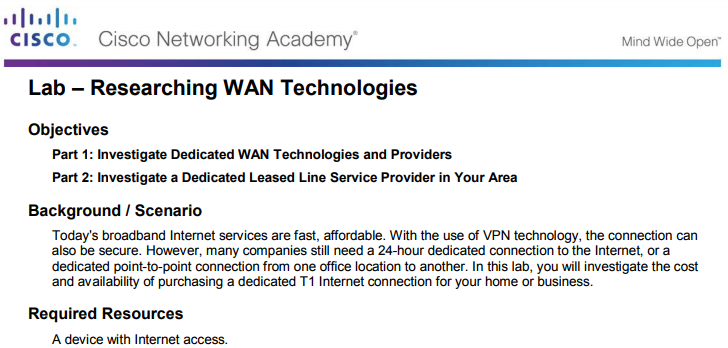 CISCO
Cisco Networking Academy®
Mind Wide Open™
Lab – Researching WAN Technologies
Objectives
Part 1: Investigate Dedicated WAN Technologies and Providers
Part 2: Investigate a Dedicated Leased Line Service Provider in Your Area
Background / Scenario
Today's broadband Internet services are fast, affordable. With the use of VPN technology, the connection can
also be secure. However, many companies still need a 24-hour dedicated connection to the Internet, or a
dedicated point-to-point connection from one office location to another. In this lab, you will investigate the cost
and availability of purchasing a dedicated T1 Internet connection for your home or business.
Required Resources
A device with Internet access.